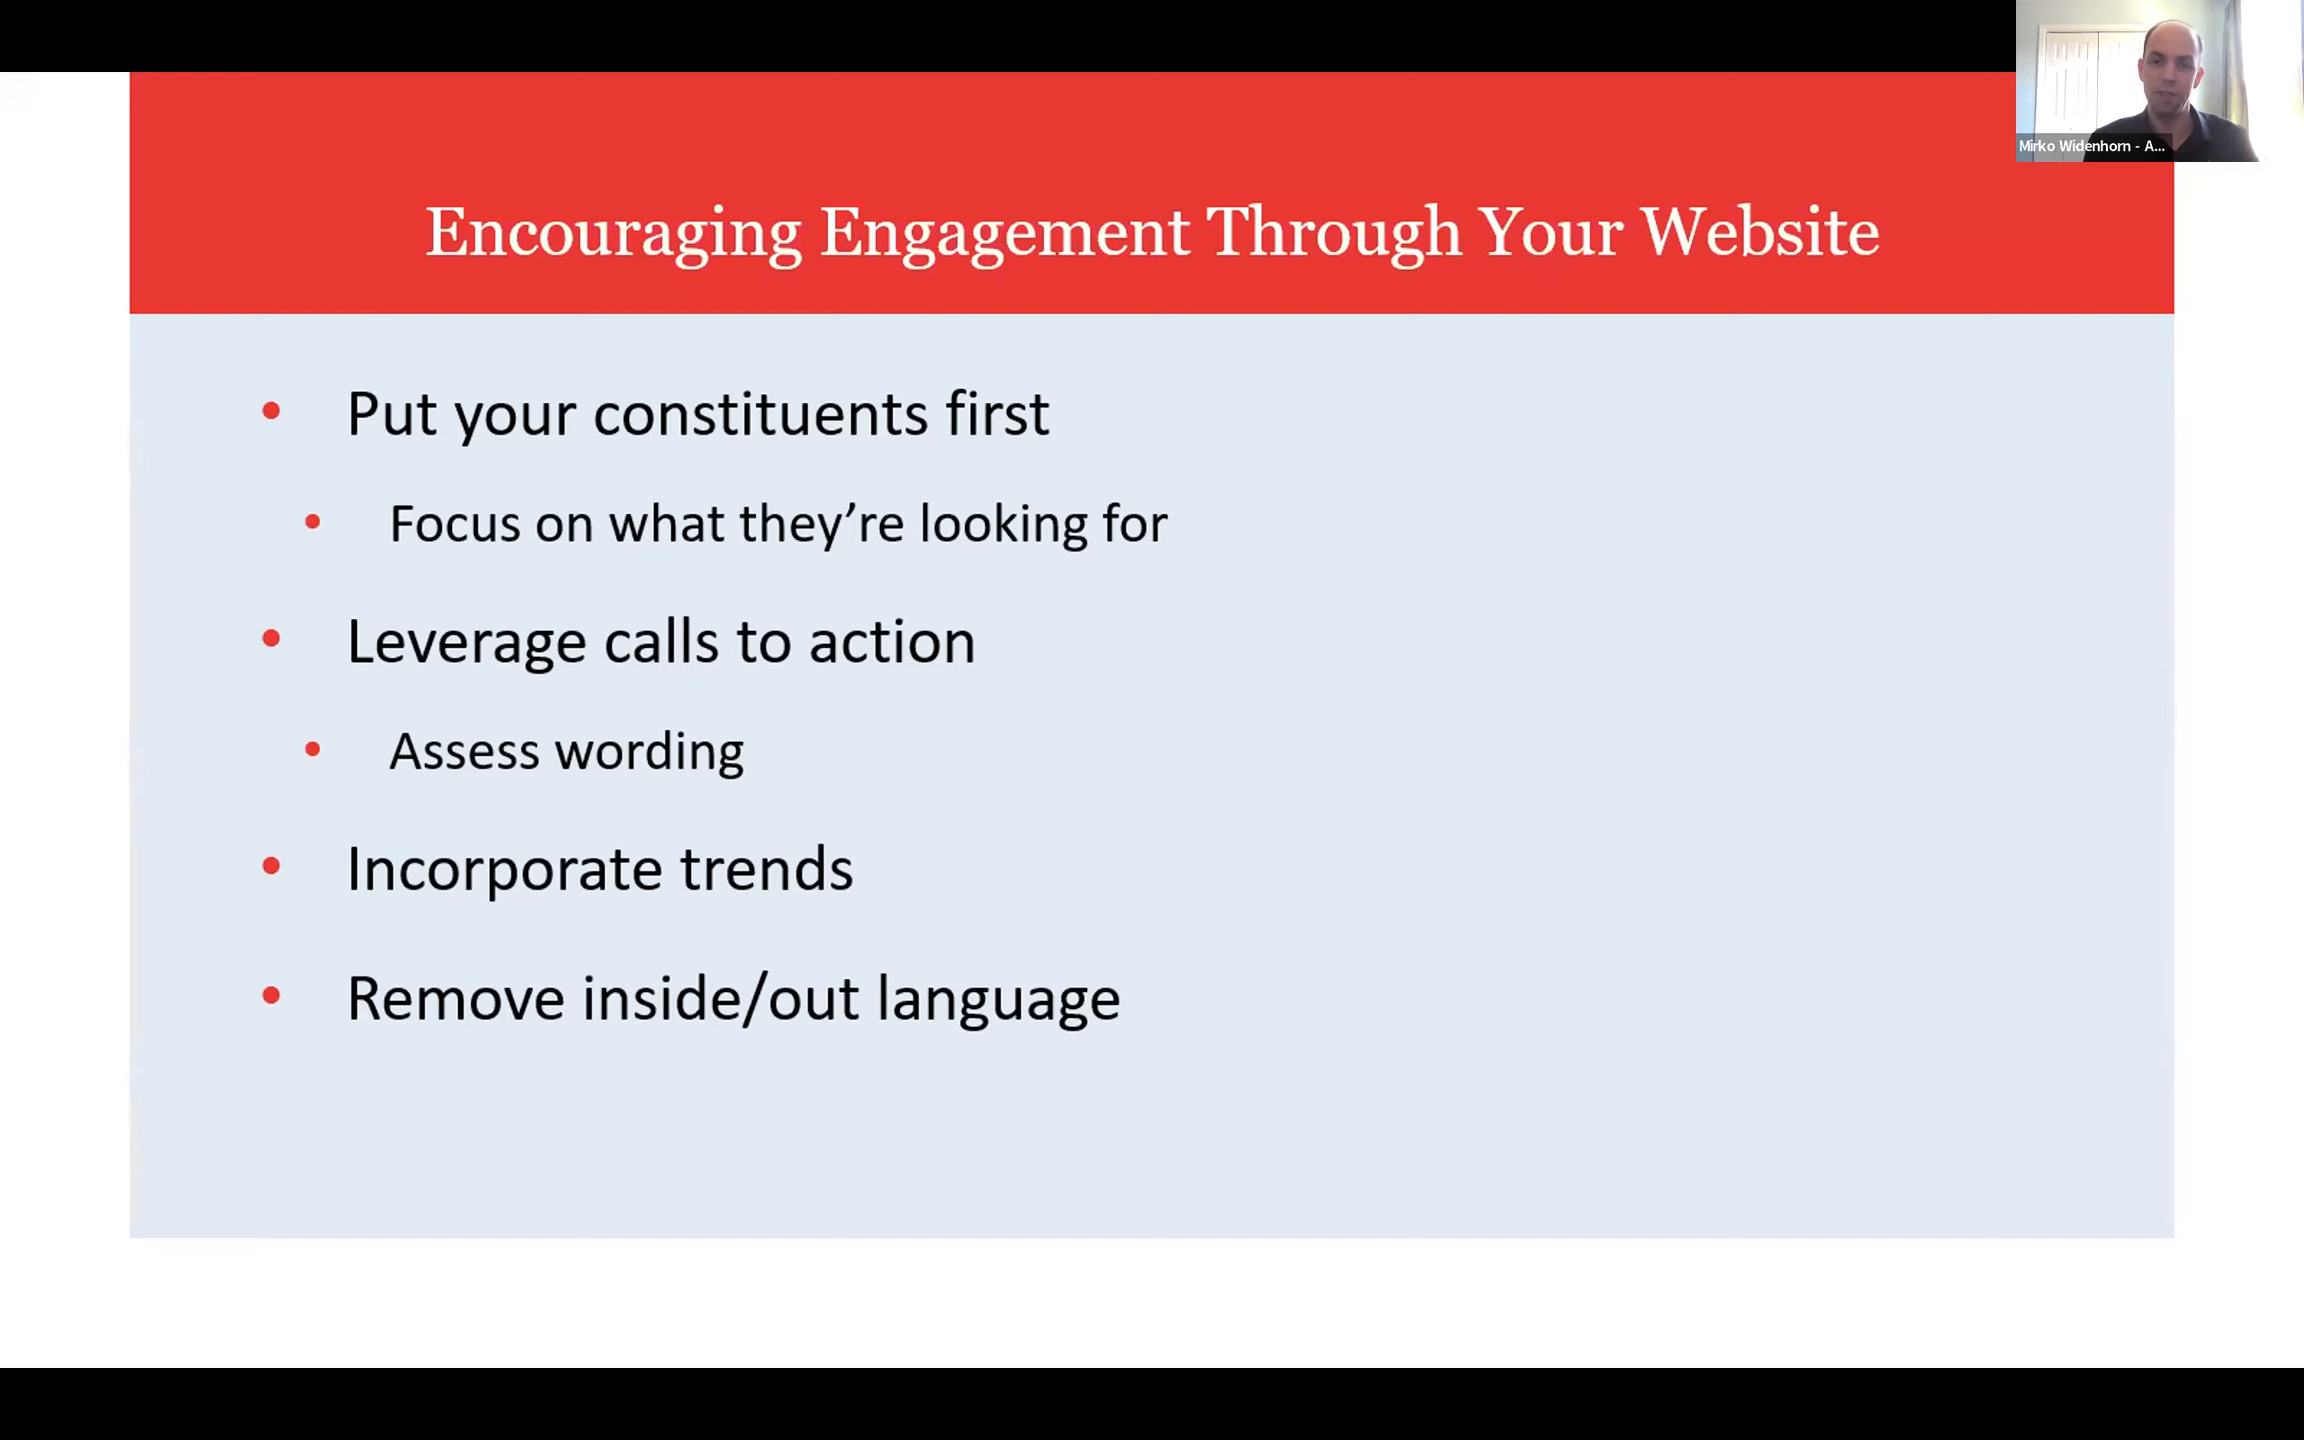 Mirko Widenhorn - A...
Encouraging Engagement Through Your Website
• Put your constituents first
• Focus on what they’re looking for
• Leverage calls to action
• Assess wording
• Incorporate trends
• Remove inside/out language